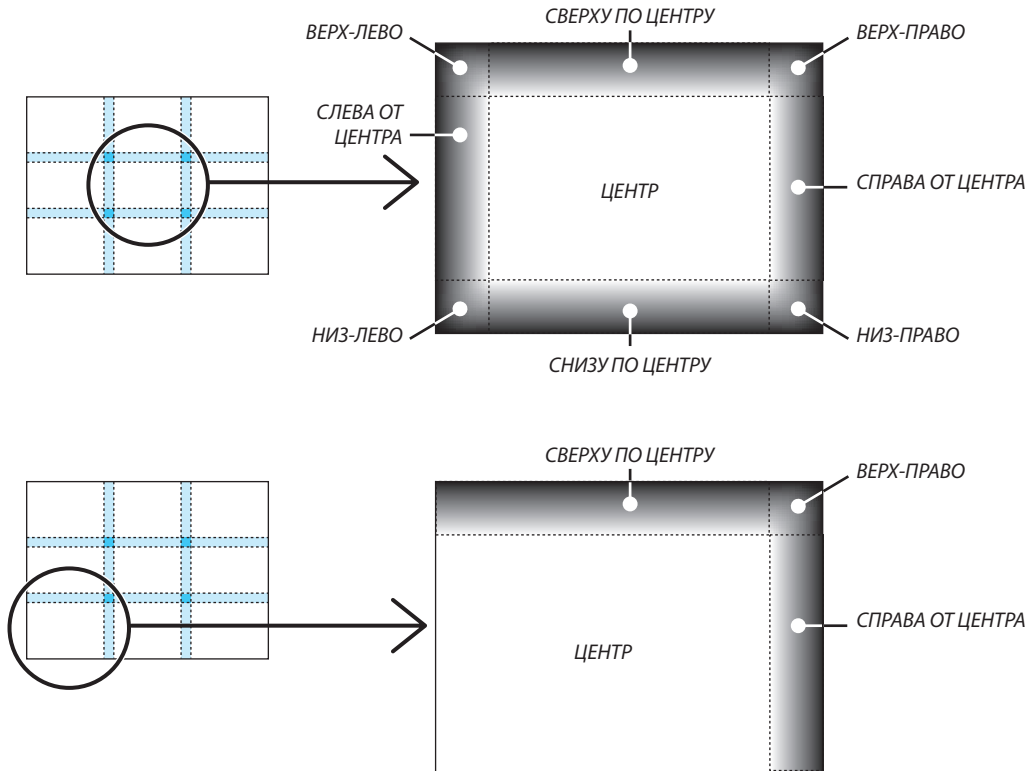 СВЕРХУ ПО ЦЕНТРУ
ВЕРХ-ЛЕВО
ВЕРХ-ПРАВО
СЛЕВА ОТ
ЦЕНТРА
ЦЕНТР
СПРАВА ОТ ЦЕНТРА
НИЗ-ЛЕВО
НИЗ-ПРАВО
СНИЗУ ПО ЦЕНТРУ
СВЕРХУ ПО ЦЕНТРУ
ВЕРХ-ПРАВО
СПРАВА ОТ ЦЕНТРА
ЦЕНТР